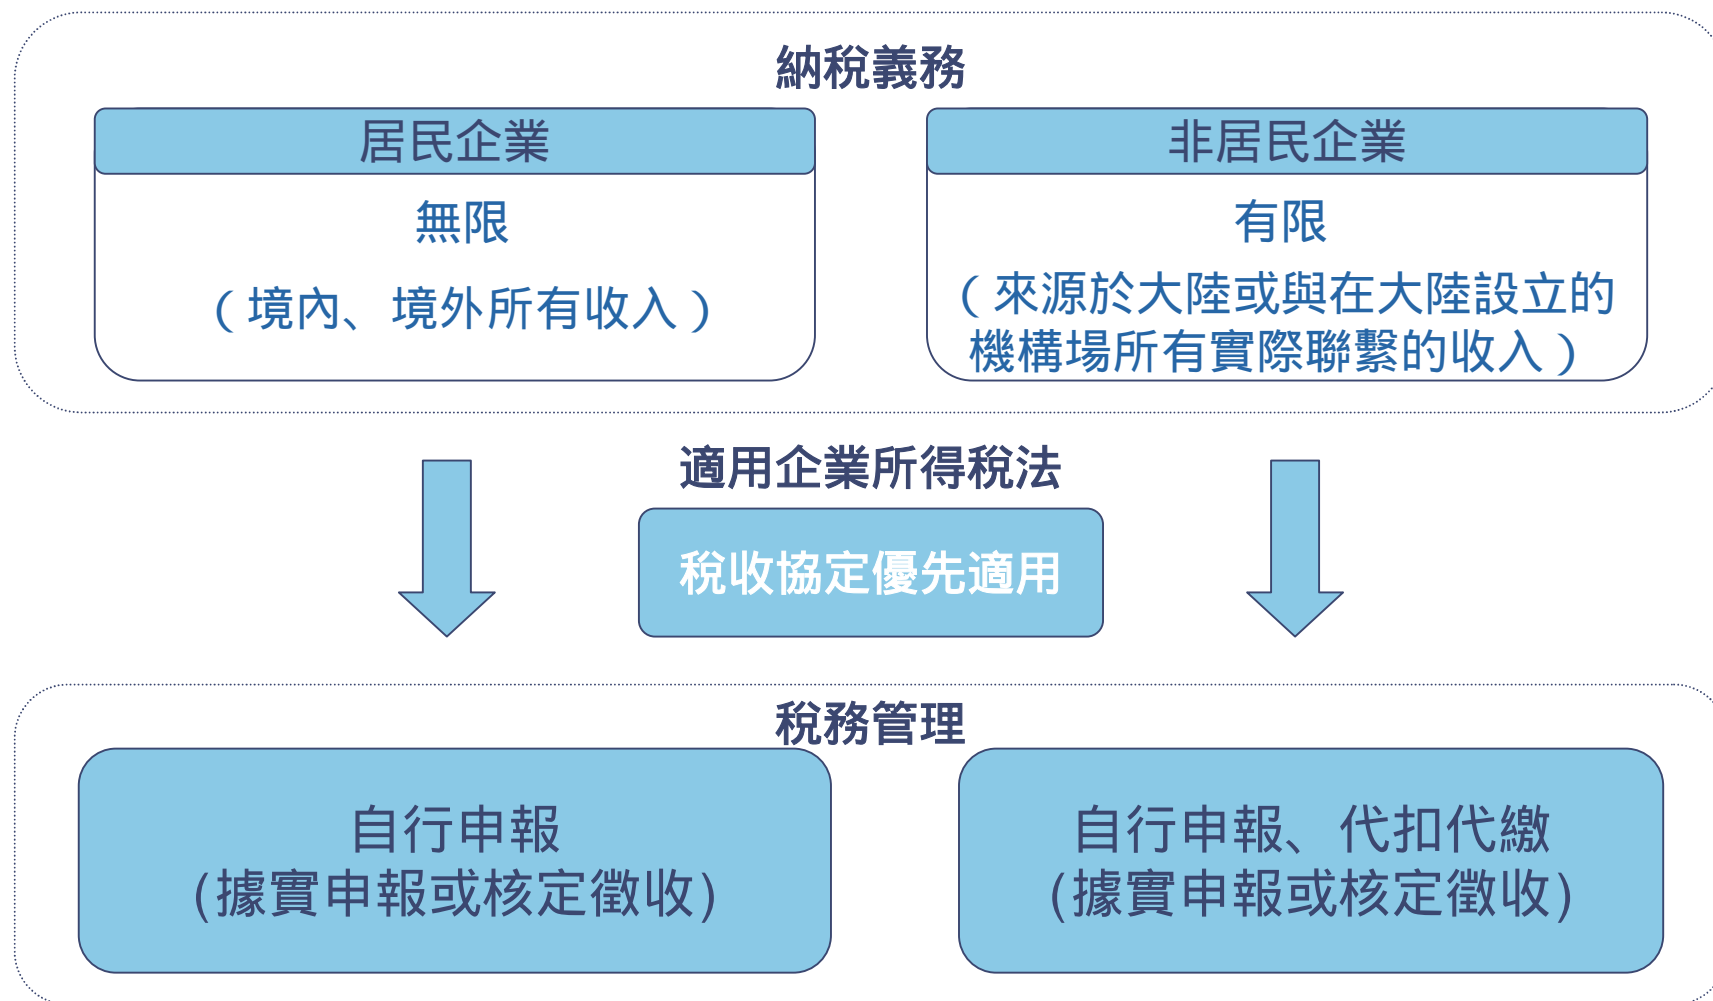 納稅義務
居民企業
無限
（境內、境外所有收入）
非居民企業
有限
（來源於大陸或與在大陸設立的
機構場所有實際聯繫的收入）
適用企業所得稅法
稅收協定優先適用
稅務管理
自行申報
(據實申報或核定徵收)
自行申報、代扣代繳
(據實申報或核定徵收)